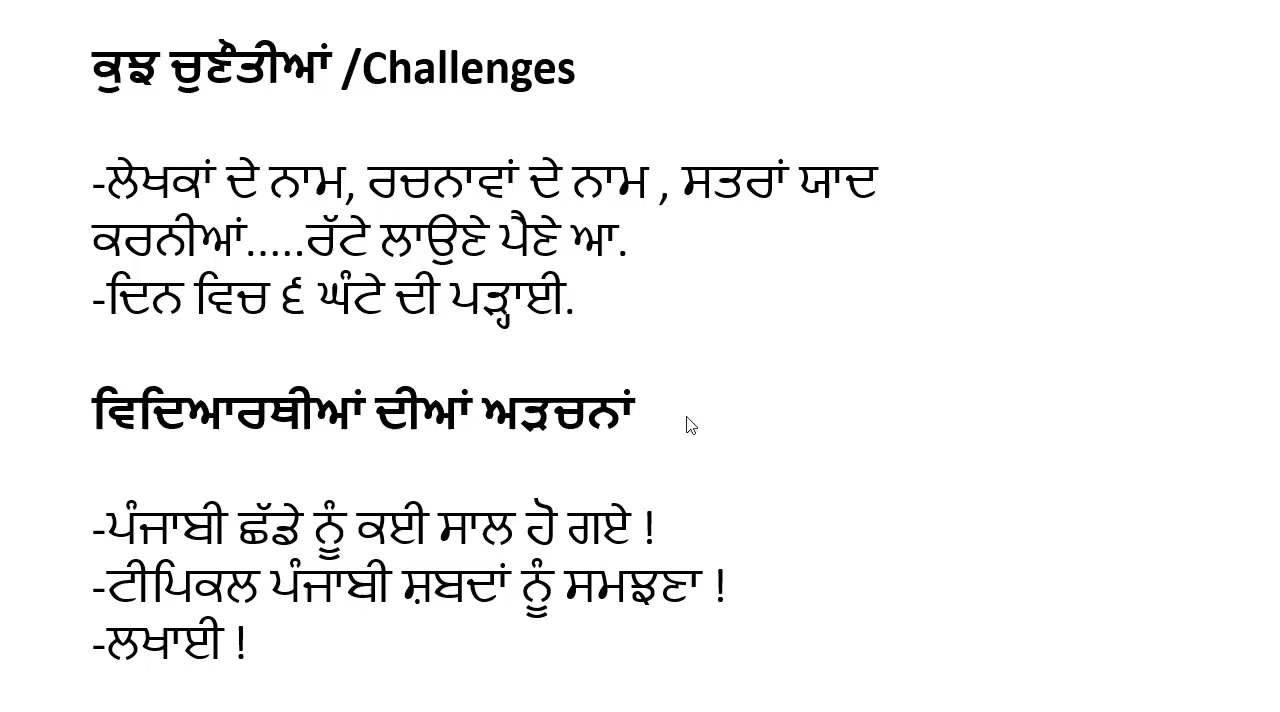 ਕੁਝ ਚੁਣੌਤੀਆਂ /Challenges
-ਲੇਖਕਾਂ ਦੇ ਨਾਮ, ਰਚਨਾਵਾਂ ਦੇ ਨਾਮ , ਸਤਰਾਂ ਯਾਦ
ਕਰਨੀਆਂ.....ਰੱਟੇ ਲਾਉਣੇ ਪੈਣੇ ਆ.
-ਦਿਨ ਵਿਚ ੬ ਘੰਟੇ ਦੀ ਪੜ੍ਹਾਈ.
ਵਿਦਿਆਰਥੀਆਂ ਦੀਆਂ ਅੜਚਨਾਂ
-ਪੰਜਾਬੀ ਛੱਡੇ ਨੂੰ ਕਈ ਸਾਲ ਹੋ ਗਏ !
-ਟੀਪਿਕਲ ਪੰਜਾਬੀ ਸ਼ਬਦਾਂ ਨੂੰ ਸਮਝਣਾ !
-ਲਖਾਈ !